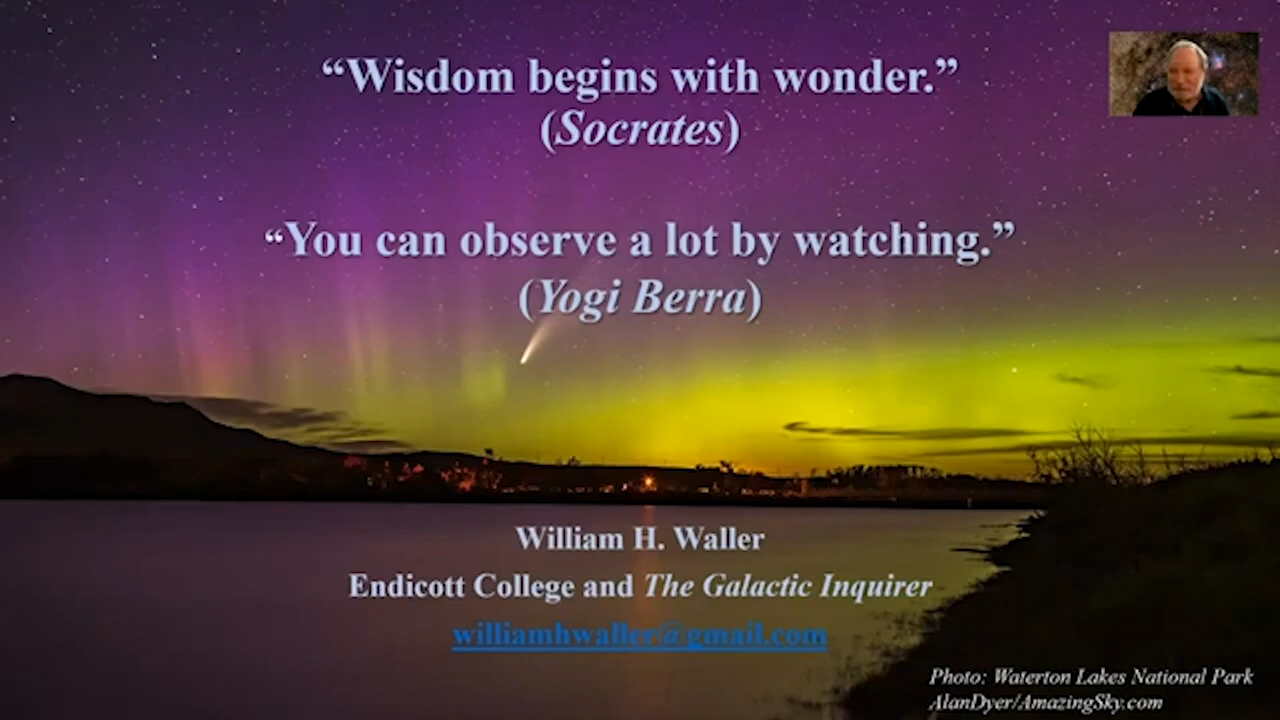 “Wisdom begins with wonder.”
(Socrates)
“You can observe a lot by watching.”
(Yogi Berra)
William H. Waller
Endicott College and The Galactic Inquirer
williamhwaller@gmail.com
Photo: Waterton Lakes National Park
AlanDyer/AmazingSky.com